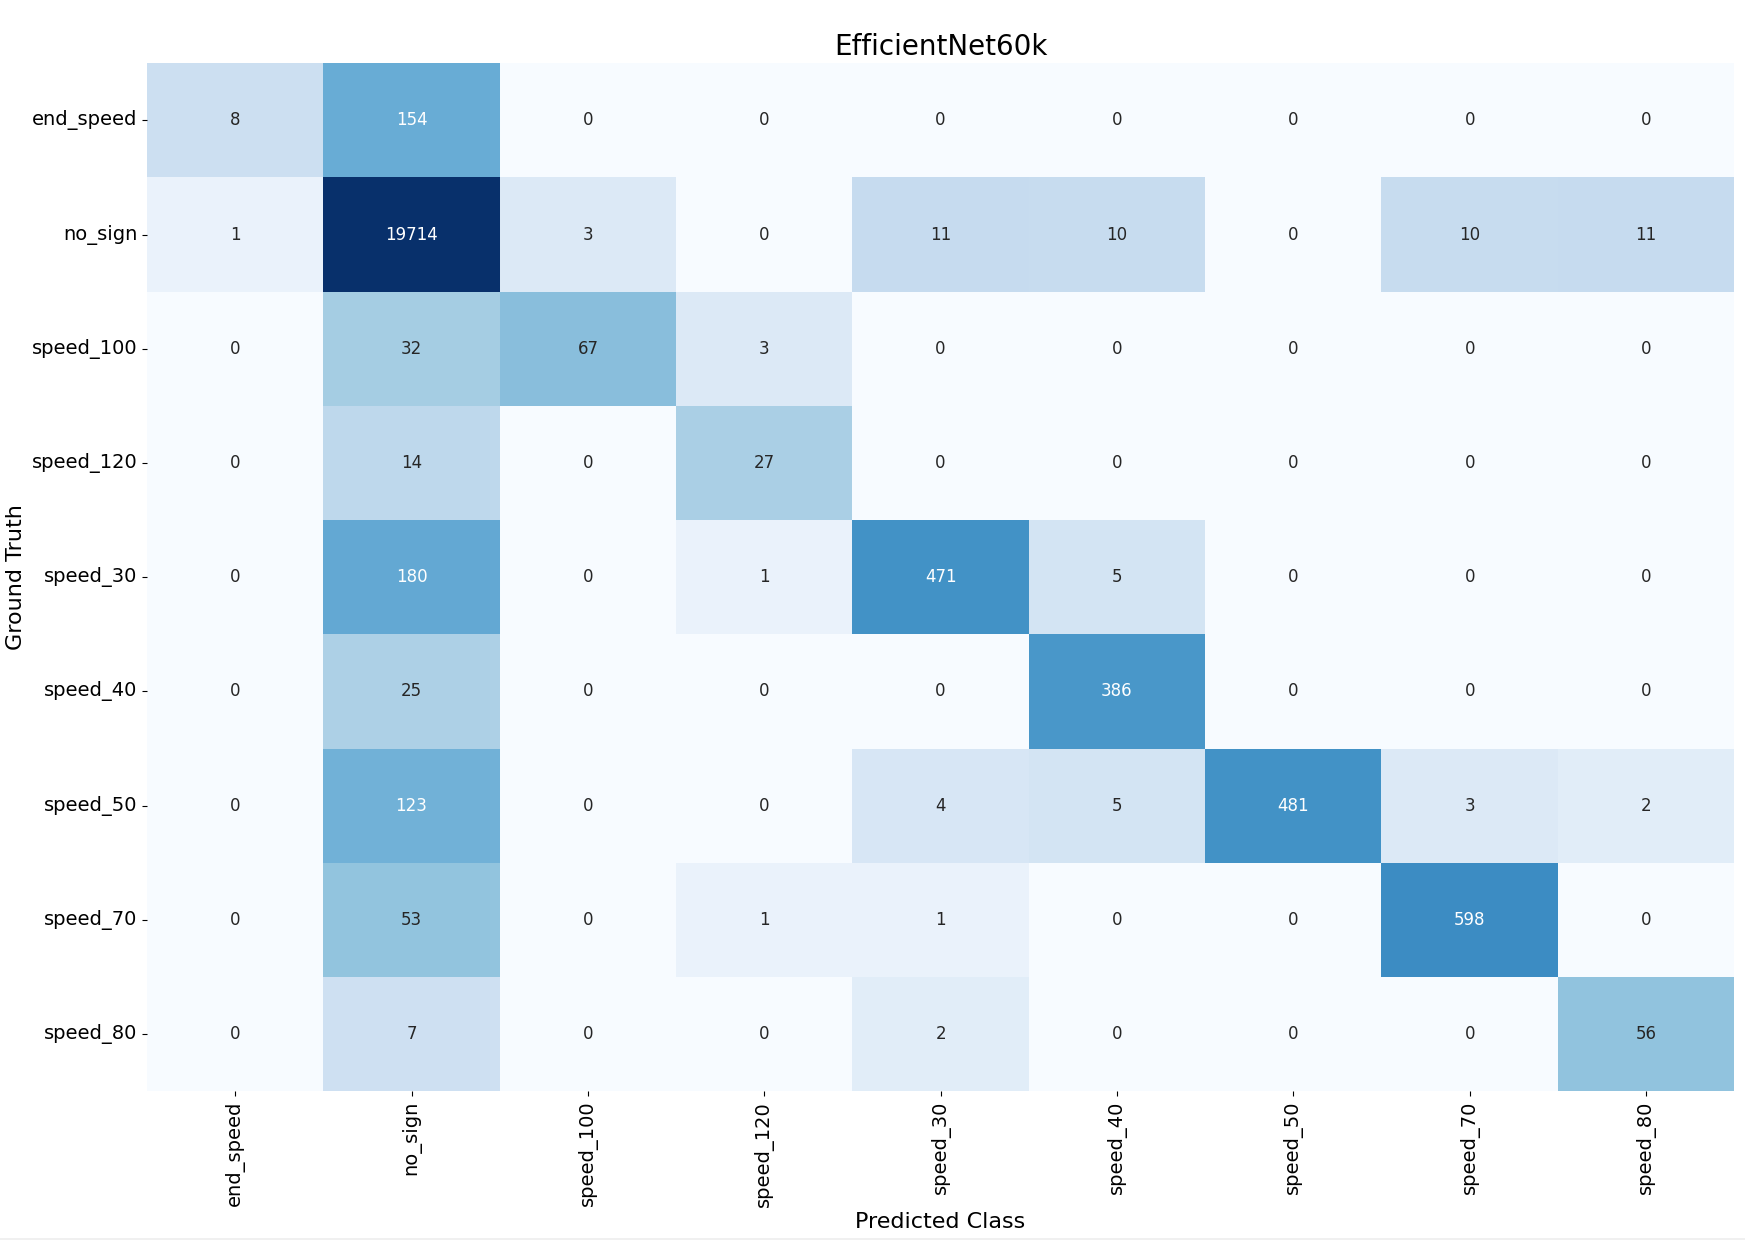 EfficientNet60k
end_speed 8 154 0 0 0 0 0 0 0
no_sign 1 19714 3 0 11 10 0 10 11
speed_100 0 32 67 3 0 0 0 0 0
speed_120 0 14 0 27 0 0 0 0 0
speed_30 0 180 0 1 471 5 0 0 0
speed_40 0 25 0 0 0 386 0 0 0
speed_50 0 123 0 0 4 5 481 3 2
speed_70 0 53 0 1 1 0 0 598 0
speed_80 0 7 0 0 2 0 0 0 56
Ground Truth
end_speed no_sign speed_100 speed_120 speed_30 speed_40 speed_50 speed_70 speed_80
Predicted Class